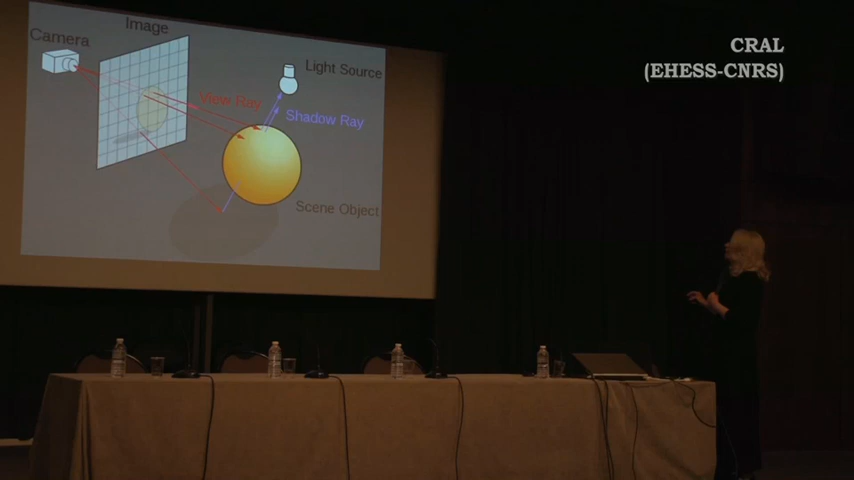 Image
Camera
Light Source
View Ray
Shadow Ray
Scene Object
CRAL
(EHESS-CNRS)